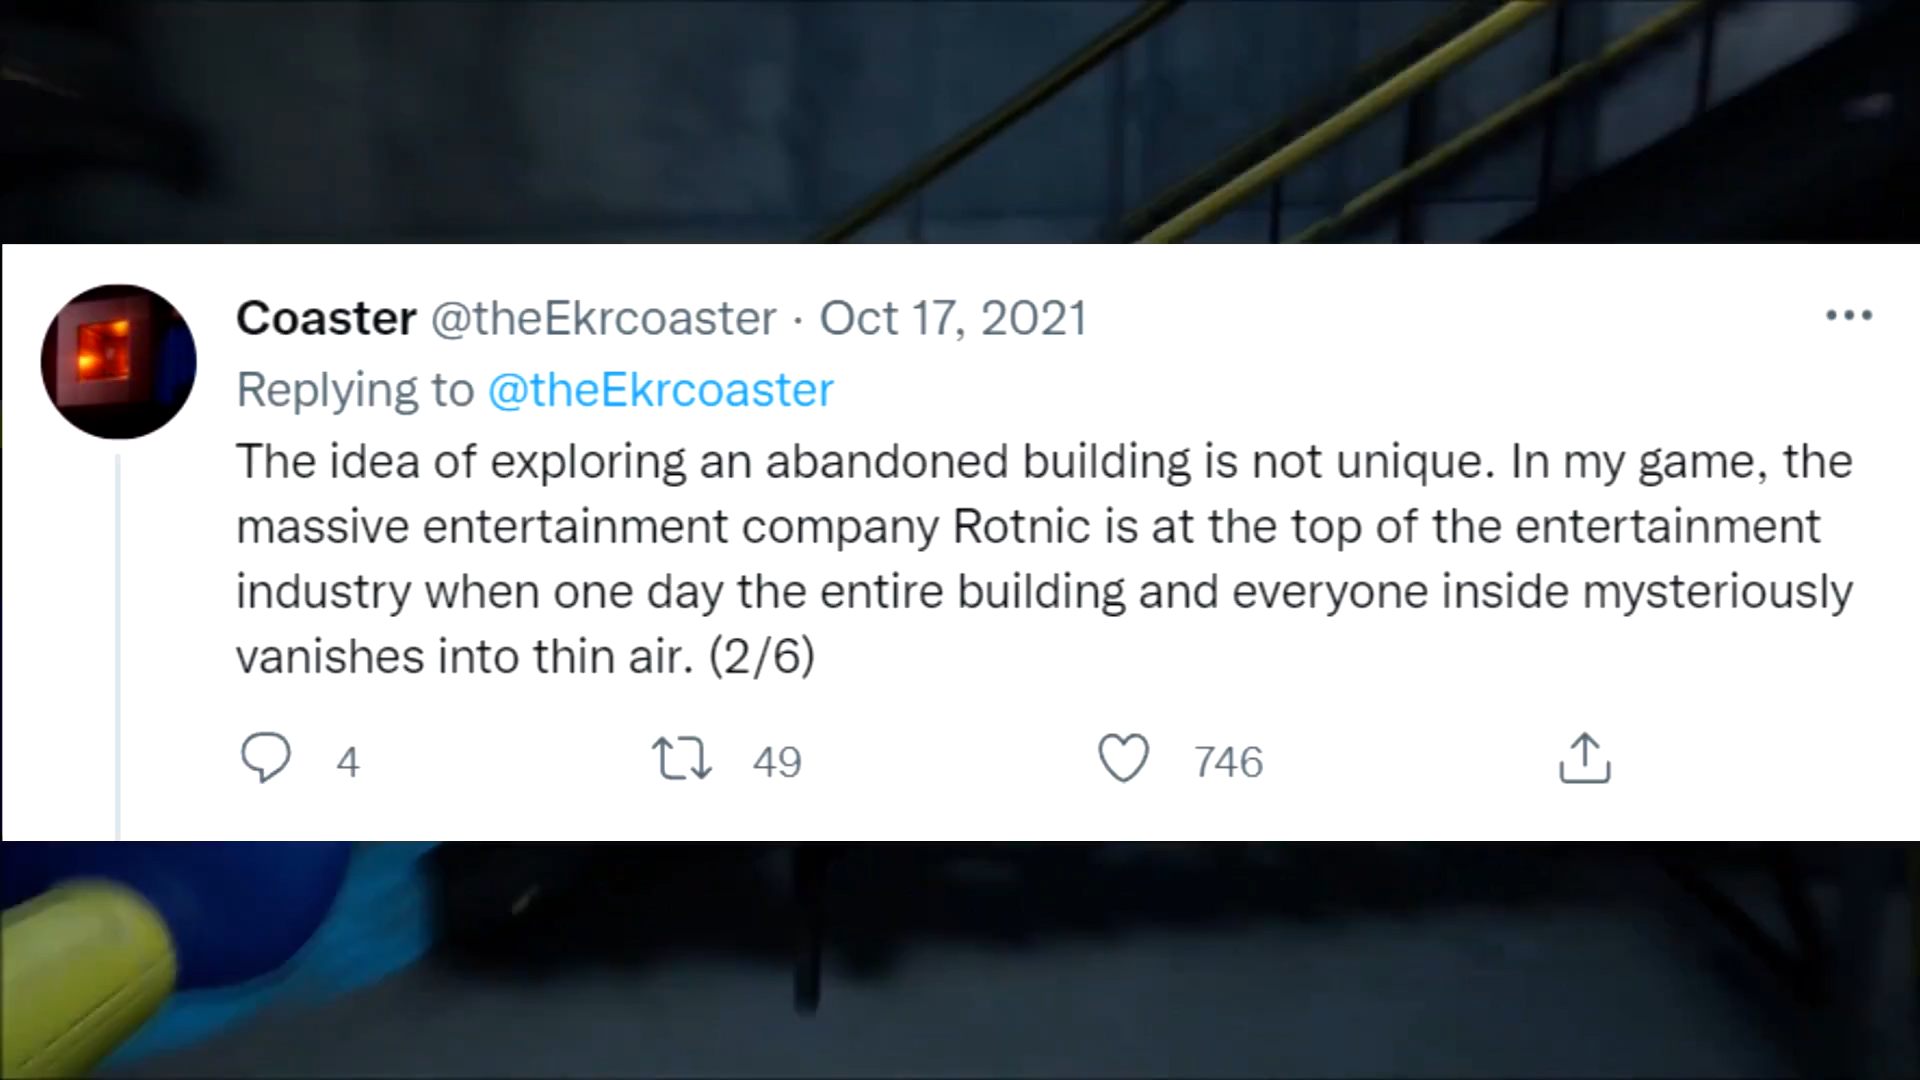 Coaster @theEkrcoaster · Oct 17, 2021
Replying to @theEkrcoaster
The idea of exploring an abandoned building is not unique. In my game, the
massive entertainment company Rotnic is at the top of the entertainment
industry when one day the entire building and everyone inside mysteriously
vanishes into thin air. (2/6)
4 49 746